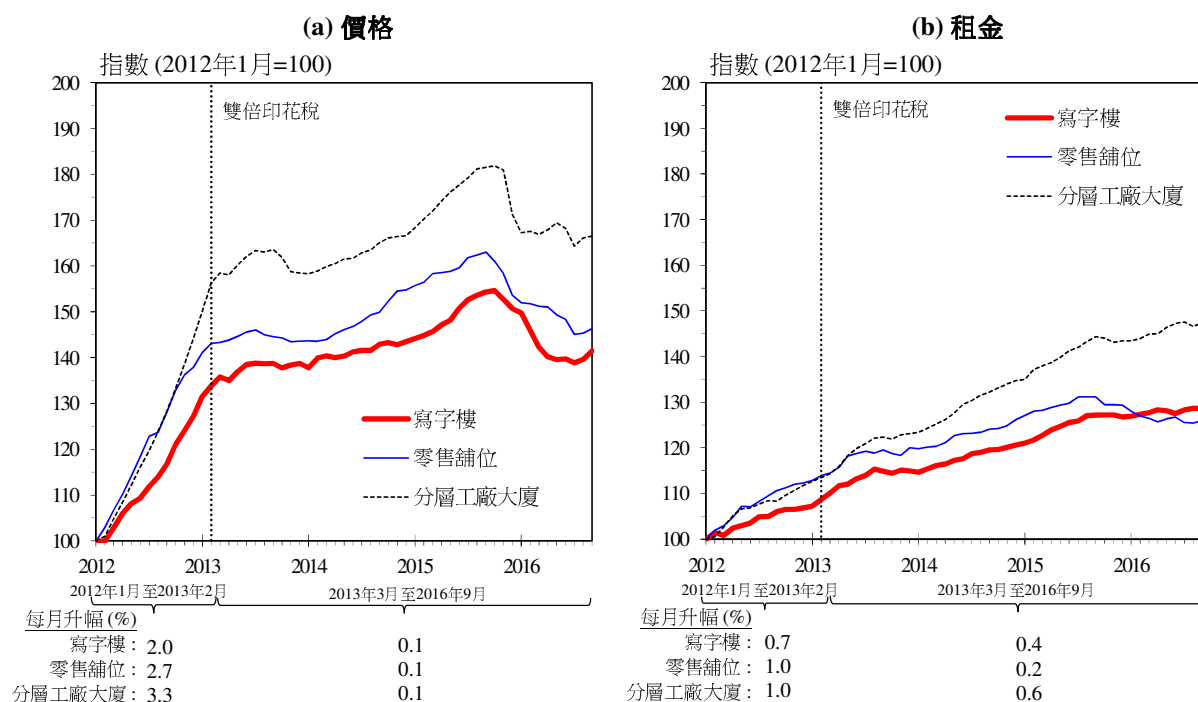 (a) 價格
指數 (2012年1月=100)
200
190
180
170
160
150
140
130
120
110
100
雙倍印花稅
寫字樓
零售舖位
分層工廠大廈
2012 2013 2014 2015 2016
2012年1月至2013年2月 2013年3月至2016年9月
每月升幅 (%)
寫字樓 : 2.0 0.1
零售舖位 : 2.7 0.1
分層工廠大廈 : 3.3 0.1
(b) 租金
指數 (2012年1月=100)
200
190
180
170
160
150
140
130
120
110
100
雙倍印花稅
寫字樓
零售舖位
分層工廠大廈
2012 2013 2014 2015 2016
2012年1月至2013年2月 2013年3月至2016年9月
每月升幅 (%)
寫字樓 : 0.7 0.4
零售舖位 : 1.0 0.2
分層工廠大廈 : 1.0 0.6